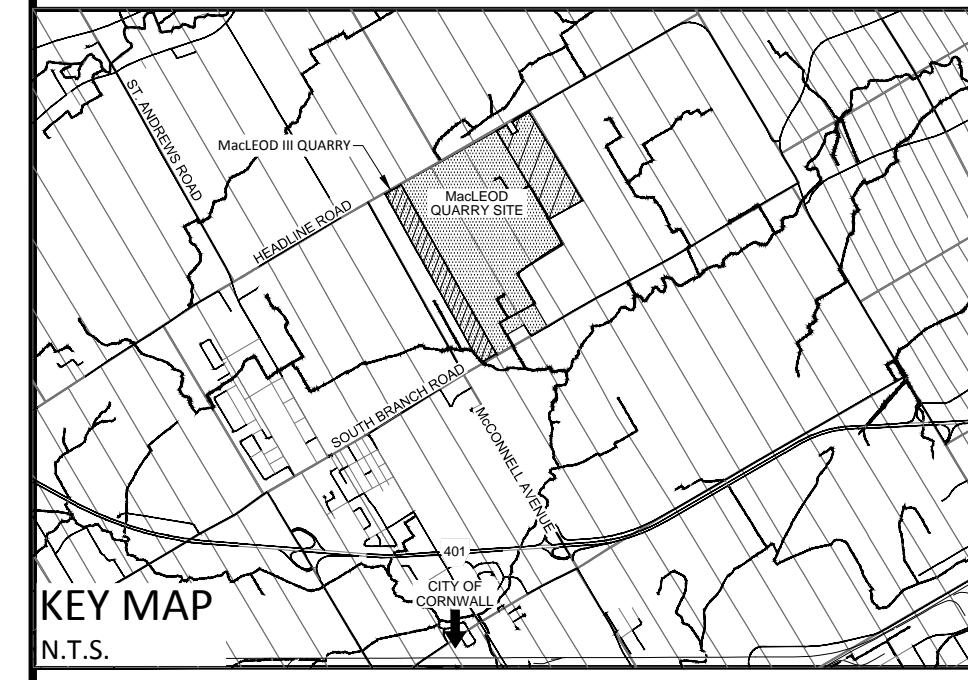 ST. ANDREWS ROAD
MacLEOD III QUARRY
MacLEOD
QUARRY SITE
HEADLINE ROAD
SOUTH BRANCH ROAD
McCONNELL AVENUE
401
CITY OF
CORNWALL
KEY MAP
N.T.S.